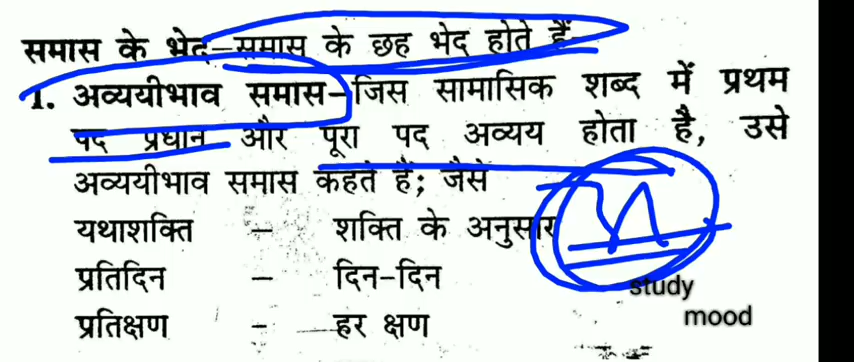 समास के भेद–समास के छह भेद होते हैं–
1. अव्ययीभाव समास–जिस सामासिक शब्द में प्रथम
पद प्रधान और पूरा पद अव्यय होता है, उसे
अव्ययीभाव समास कहते हैं; जैसे
यथाशक्ति – शक्ति के अनुसार
प्रतिदिन – दिन-दिन
प्रतिक्षण - हर क्षण
study
mood